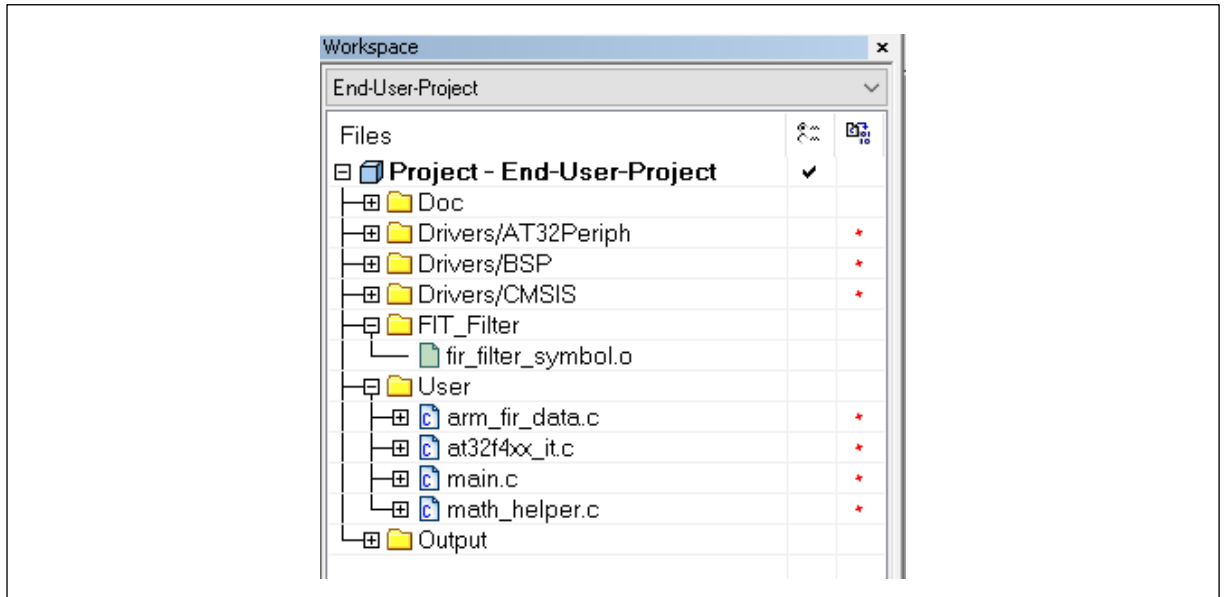 Workspace
End-User-Project
Files
Project - End-User-Project
Doc
Drivers/AT32Periph
Drivers/BSP
Drivers/CMSIS
FIT_Filter
fir_filter_symbol.o
User
arm_fir_data.c
at32f4xx_it.c
main.c
math_helper.c
Output